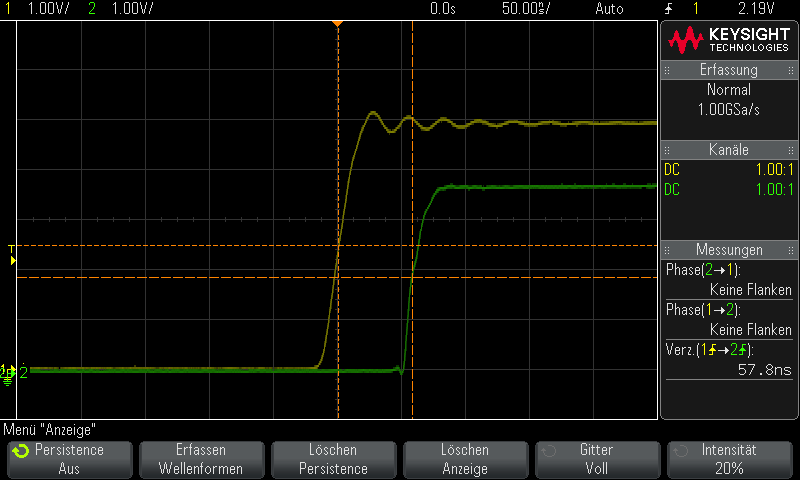 1 1.00V/ 2 1.00V/ 0.0s 50.00ns/ Auto 1 2.19V
KEYSIGHT
TECHNOLOGIES
Erfassung
Normal
1.00GSa/s
Kanäle
DC 1.00:1
DC 1.00:1
T
Messungen
Phase(2→1):
Keine Flanken
Phase(1→2):
Keine Flanken
Verz.(1→2):
57.8ns
2
Menü "Anzeige"
Persistence
Aus
Erfassen
Wellenformen
Löschen
Persistence
Löschen
Anzeige
Gitter
Voll
Intensität
20%